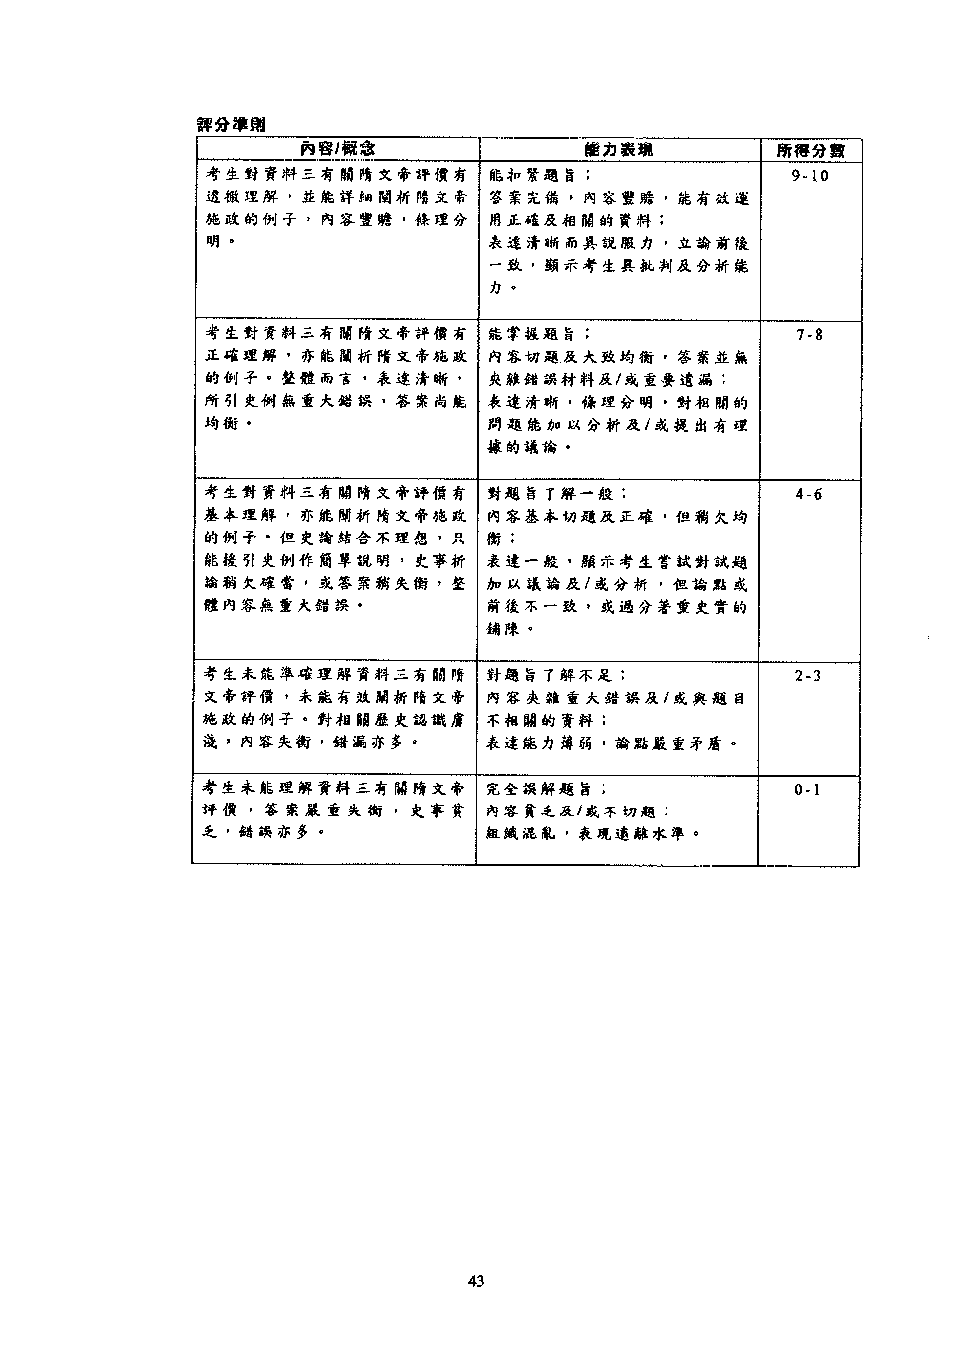 評分準則
內容/概念 能力表現 所得分數
考生對資料三有關隋文帝評價有
透徹理解，並能詳細闡析隋文帝
施政的例子，內容豐贍，條理分
明。
能扣緊題旨；
答案完備，內容豐贍，能有效運
用正確及相關的資料；
表達清晰而具說服力，立論前後
一致，顯示考生具批判及分析能
力。
9-10
考生對資料三有關隋文帝評價有
正確理解，亦能闡析隋文帝施政
的例子。整體而言，表達清晰，
所引史例無重大錯誤，答案尚能
均衡。
能掌握題旨；
內容切題及大致均衡，答案並無
夾雜錯誤材料及/或重要遺漏；
表達清晰，條理分明，對相關的
問題能加以分析及/或提出有理
據的議論。
7-8
考生對資料三有關隋文帝評價有
基本理解，亦能闡析隋文帝施政
的例子。但史論結合不理想，只
能援引史例作簡單說明，史事析
論稍欠確當，或答案稍失衡，整
體內容無重大錯誤。
對題旨了解一般；
內容基本切題及正確，但稍欠均
衡；
表達一般，顯示考生嘗試對試題
加以議論及/或分析，但論點或
前後不一致，或過分著重史實的
鋪陳。
4-6
考生未能準確理解資料三有關隋
文帝評價，未能有效闡析隋文帝
施政的例子。對相關歷史認識膚
淺，內容失衡，錯漏亦多。
對題旨了解不足；
內容夾雜重大錯誤及/或與題目
不相關的資料；
表達能力薄弱，論點嚴重矛盾。
2-3
考生未能理解資料三有關隋文帝
評價，答案嚴重失衡，史事貧
乏，錯誤亦多。
完全誤解題旨；
內容貧乏及/或不切題；
組織混亂，表現遠離水準。
0-1
43